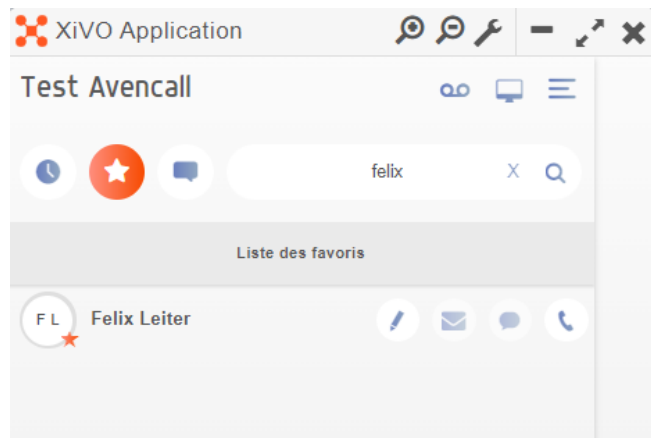 XiVO Application
Test Avencall
felix X
Liste des favoris
F L Felix Leiter